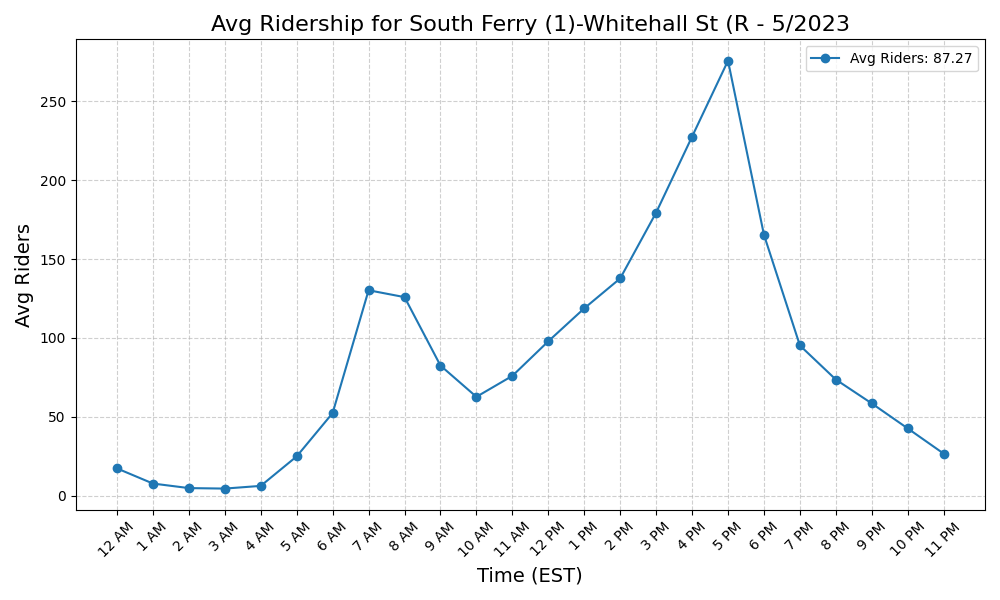 Avg Ridership for South Ferry (1)-Whitehall St (R - 5/2023
Avg Riders: 87.27
Avg Riders
250
200
150
100
50
0
12 AM
1 AM
2 AM
3 AM
4 AM
5 AM
6 AM
7 AM
8 AM
9 AM
10 AM
11 AM
12 PM
1 PM
2 PM
3 PM
4 PM
5 PM
6 PM
7 PM
8 PM
9 PM
10 PM
11 PM
Time (EST)